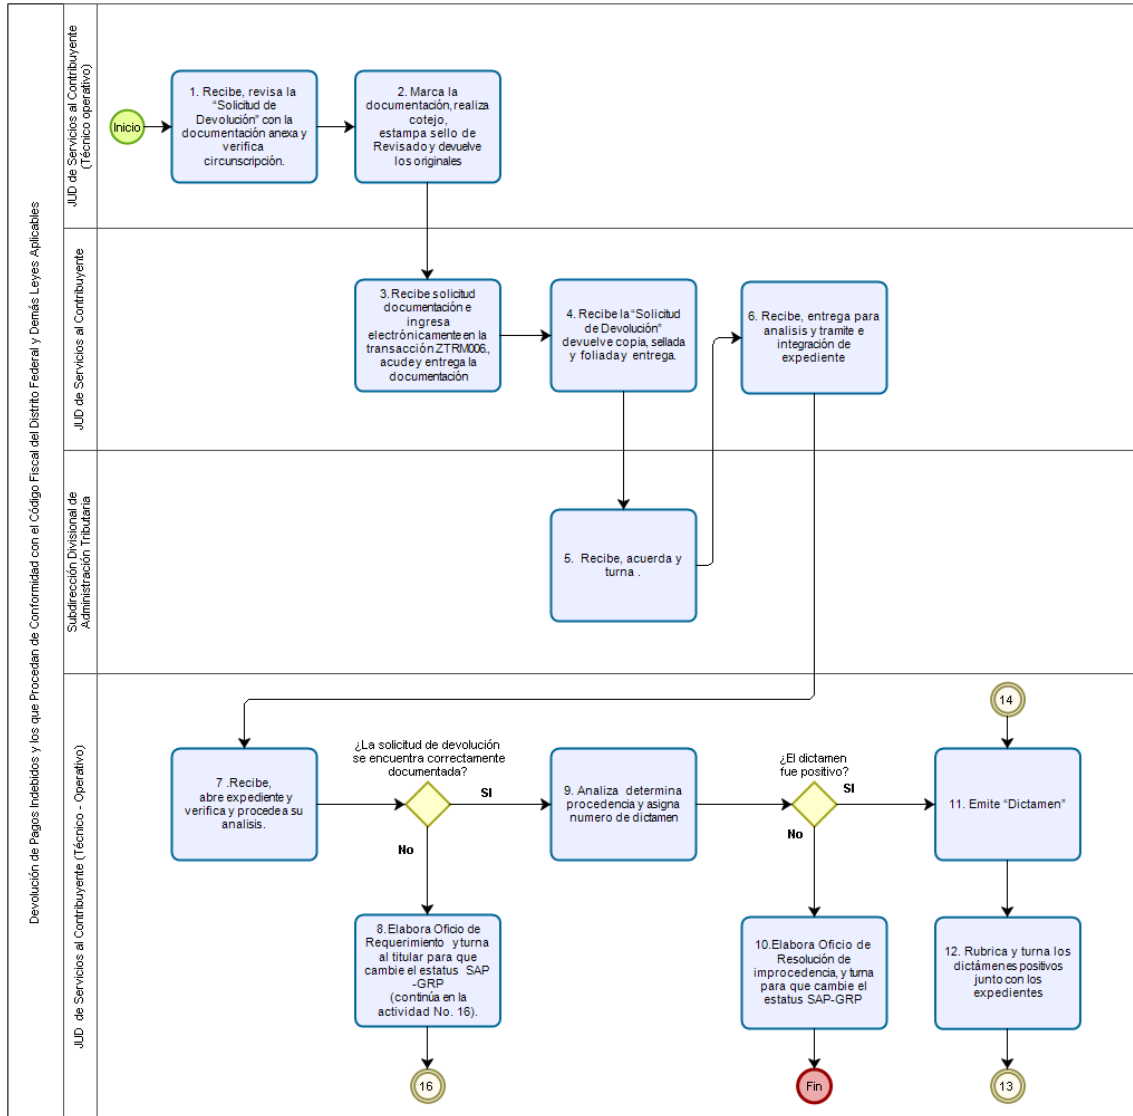 Devolución de Pagos Indebidos y los que Procedan de Conformidad con el Código Fiscal del Distrito Federal y Demás Leyes Aplicables
JUD de Servicios al Contribuyente
(Técnico operativo)
Inicio
1. Recibe, revisa la
“Solicitud de
Devolución” con la
documentación anexa y
verifica
circunscripción.
2. Marca la
documentación, realiza
cotejo,
estampa sello de
Revisado y devuelve
los originales
JUD de Servicios al Contribuyente
3. Recibe solicitud
documentación e
ingresa
electrónicamente en la
transacción ZTRM006,,
acude y entrega la
documentación
4. Recibe la “Solicitud
de Devolución”
devuelve copia, sellada
y foliada y entrega.
6. Recibe, entrega para
analisis y tramite e
integración de
expediente
Subdirección Divisional de
Administración Tributaria
5. Recibe, acuerda y
turna .
JUD de Servicios al Contribuyente (Técnico - Operativo)
7 .Recibe,
abre expediente y
verifica y procede a su
analisis.
¿La solicitud de devolución
se encuentra correctamente
documentada?
SI
No
8.Elabora Oficio de
Requerimiento y turna
al titular para que
cambie el estatus SAP
-GRP
(continúa en la
actividad No. 16).
16
9. Analiza determina
procedencia y asigna
numero de dictamen
¿El dictamen
fue positivo?
SI
No
10.Elabora Oficio de
Resolución de
improcedencia, y turna
para que cambie el
estatus SAP-GRP
Fin
14
11. Emite “Dictamen”
12. Rubrica y turna los
dictámenes positivos
junto con los
expedientes
13